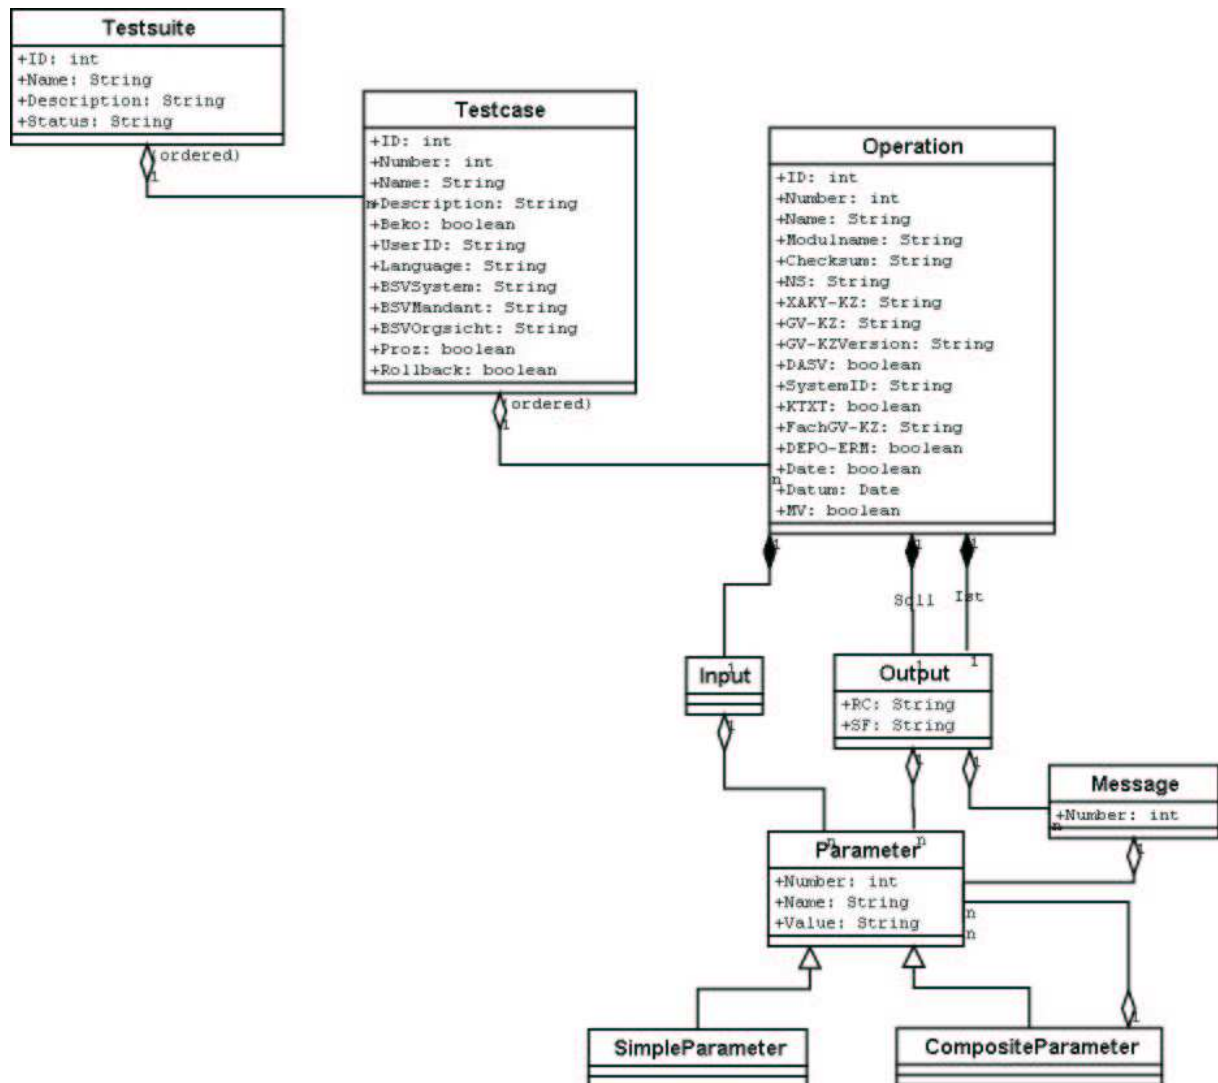 Testsuite
+ID: int
+Name: String
+Description: String
+Status: String
(ordered)
1
Testcase
+ID: int
+Number: int
+Name: String
n
+Description: String
+Beko: boolean
+UserID: String
+Language: String
+BSVSystem: String
+BSVMandant: String
+BSVOrgsicht: String
+Proz: boolean
+Rollback: boolean
(ordered)
1
Operation
+ID: int
+Number: int
+Name: String
+Modulname: String
+Checksum: String
+NS: String
+XAKY-KZ: String
+GV-KZ: String
+GV-KZVersion: String
+DASV: boolean
+SystemID: String
+KTXT: boolean
+FachGV-KZ: String
+DEPO-ERM: boolean
+Date: boolean
n
+Datum: Date
+MV: boolean
1
1
1
Soll
Ist
1
1
1
Input
1
Output
+RC: String
+SF: String
1
1
Message
+Number: int
n
1
n
n
Parameter
+Number: int
+Name: String
+Value: String
n
n
SimpleParameter
1
CompositeParameter